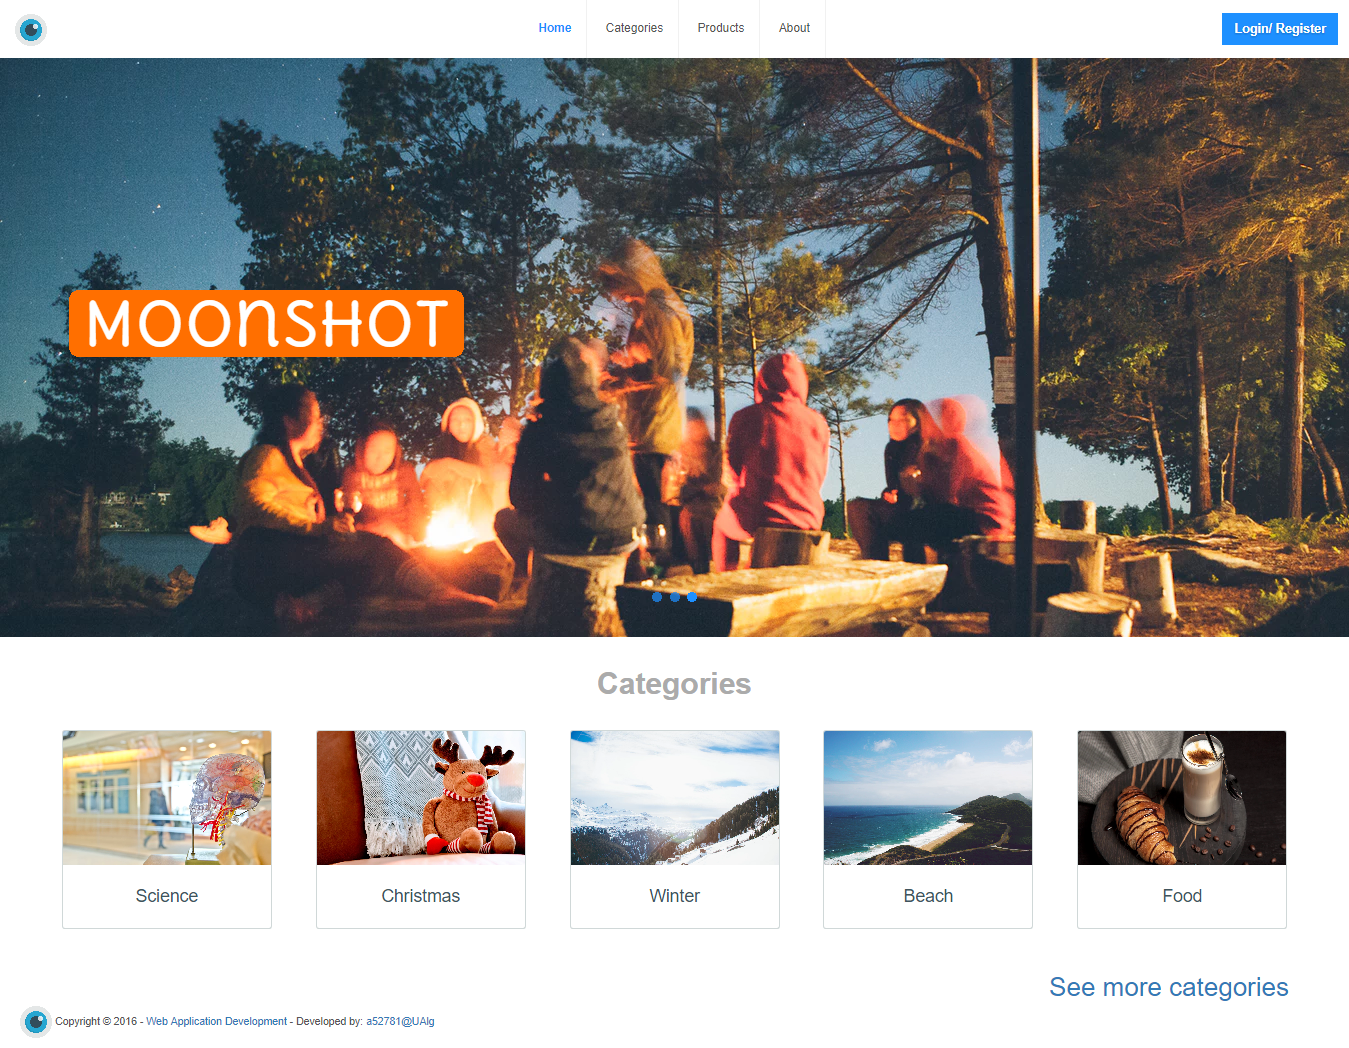 Home
Categories
Products
About
Login/ Register
MOONSHOT
Categories
Science
Christmas
Winter
Beach
Food
See more categories
Copyright © 2016 - Web Application Development - Developed by: a52781@UAlg